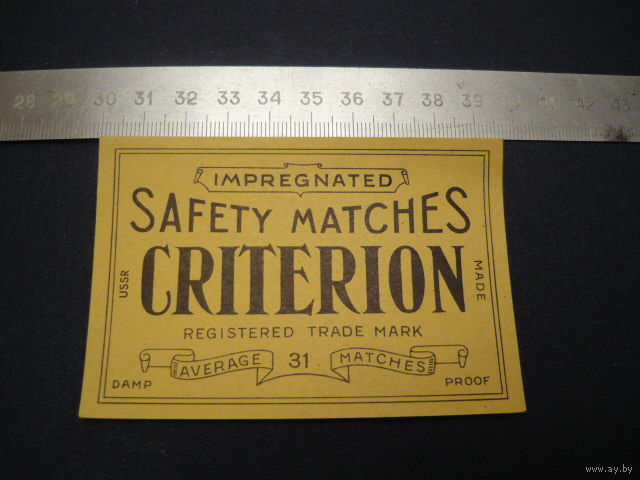 28 29 30 31 32 33 34 35 36 37 38 39 40 41 42 43
IMPREGNATED
SAFETY MATCHES
CRITERION
USSR
MADE
REGISTERED TRADE MARK
AVERAGE 31 MATCHES
DAMP PROOF
www.ay.by